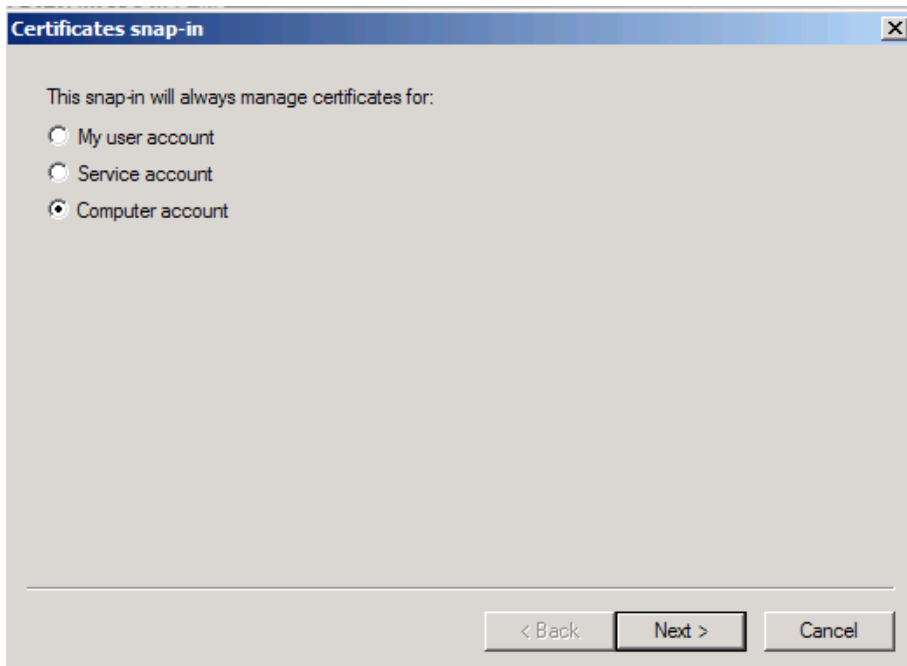 Certificates snap-in
This snap-in will always manage certificates for:
My user account
Service account
Computer account
< Back
Next >
Cancel